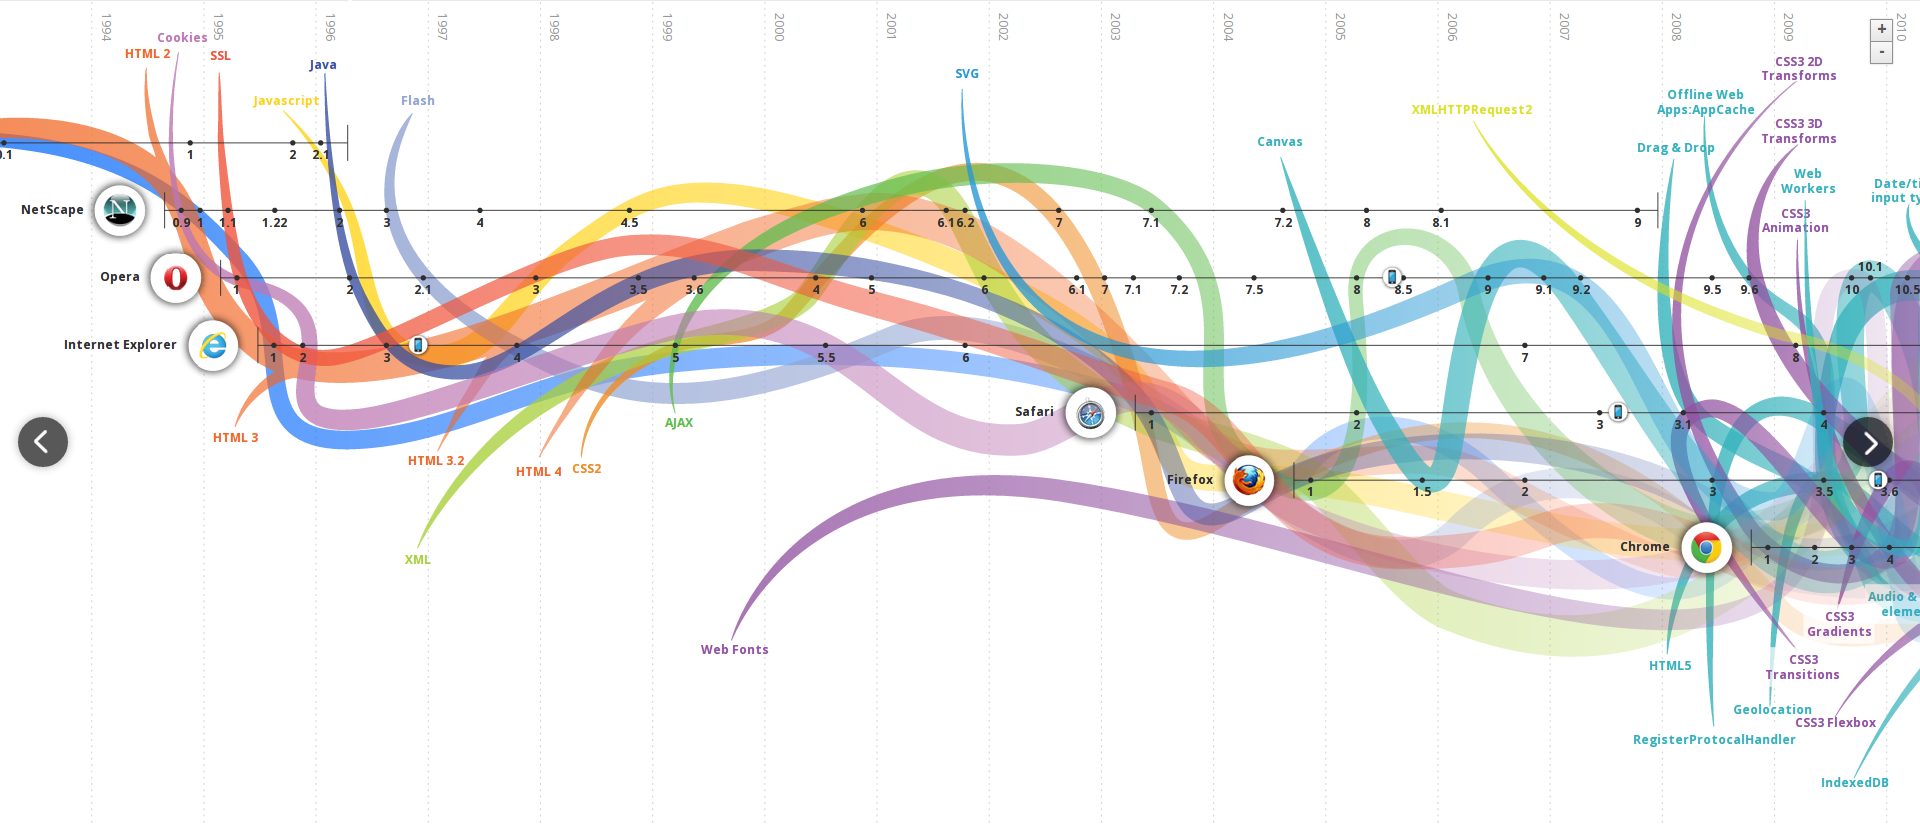 1994
1995
1996
1997
1998
1999
2000
2001
2002
2003
2004
2005
2006
2007
2008
2009
2010
+
-
Cookies
HTML 2
SSL
Java
Javascript
Flash
SVG
Canvas
XMLHTTPRequest2
CSS3 2D
Transforms
Offline Web
Apps:AppCache
CSS3 3D
Transforms
Drag & Drop
Web
Workers
Date/ti
input ty
CSS3
Animation
0.1 1 2 2.1
NetScape
N
0.9 1 1.1 1.22 2 3 4 4.5 6 6.1 6.2 7 7.1 7.2 8 8.1 9
Opera
1 2 2.1 3 3.5 3.6 4 5 6 6.1 7 7.1 7.2 7.5 8 8.5 9 9.1 9.2 9.5 9.6 10 10.1 10.5
Internet Explorer
1 2 3 4 5 5.5 6 7 8
Safari
1 2 3 3.1 4
HTML 3
HTML 3.2
HTML 4
CSS2
AJAX
Firefox
1 1.5 2 3 3.5 3.6
XML
Chrome
1 2 3 4
Web Fonts
Audio &
eleme
CSS3
Gradients
HTML5
CSS3
Transitions
Geolocation
CSS3 Flexbox
RegisterProtocalHandler
IndexedDB